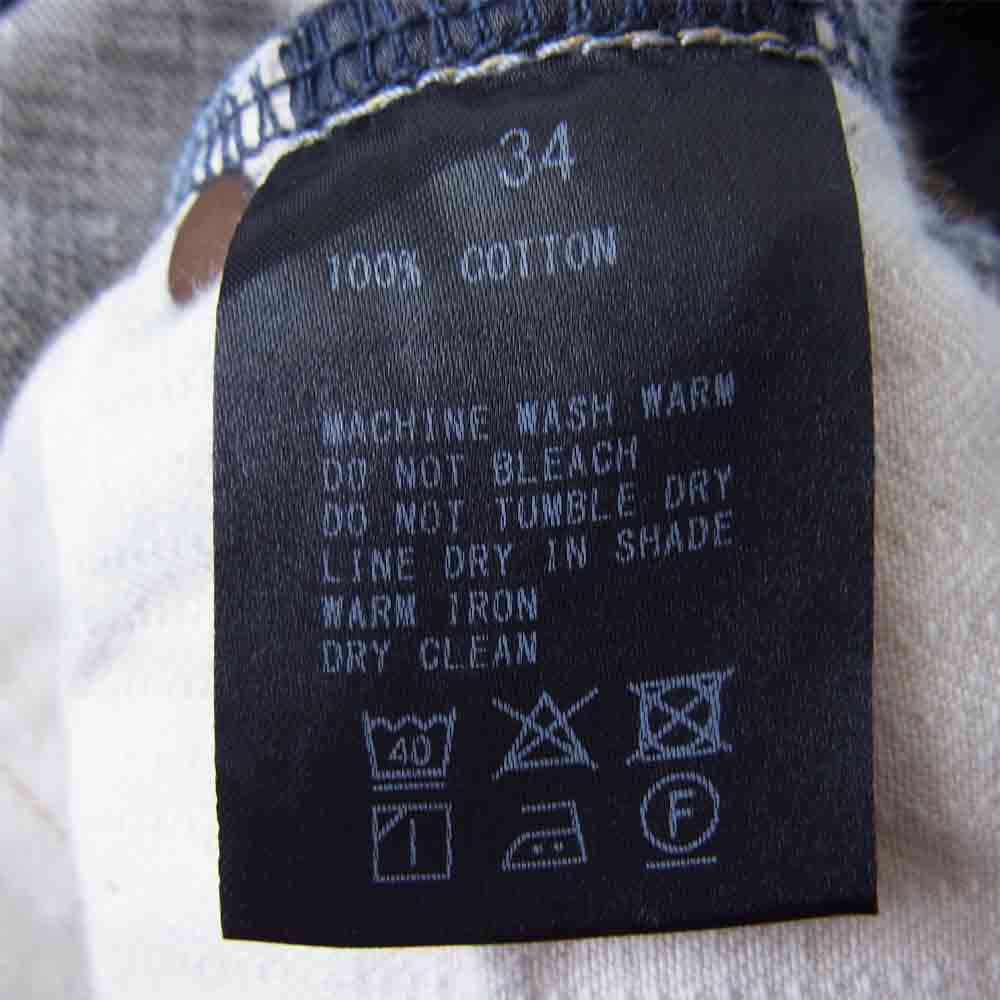 34
100% COTTON
MACHINE WASH WARM
DO NOT BLEACH
DO NOT TUMBLE DRY
LINE DRY IN SHADE
WARM IRON
DRY CLEAN
40
F